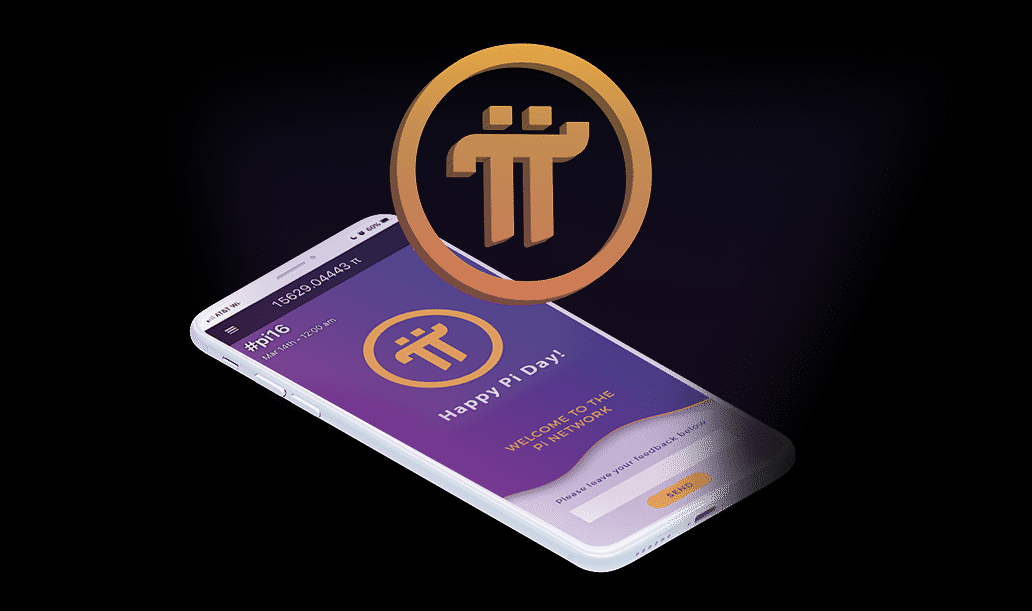 AT&T Wi- 60%
15629.04443 π
#pi16
Mar 14th - 12:00 am
Happy Pi Day!
WELCOME TO THE
Pi NETWORK
Please leave your feedback below
SEND